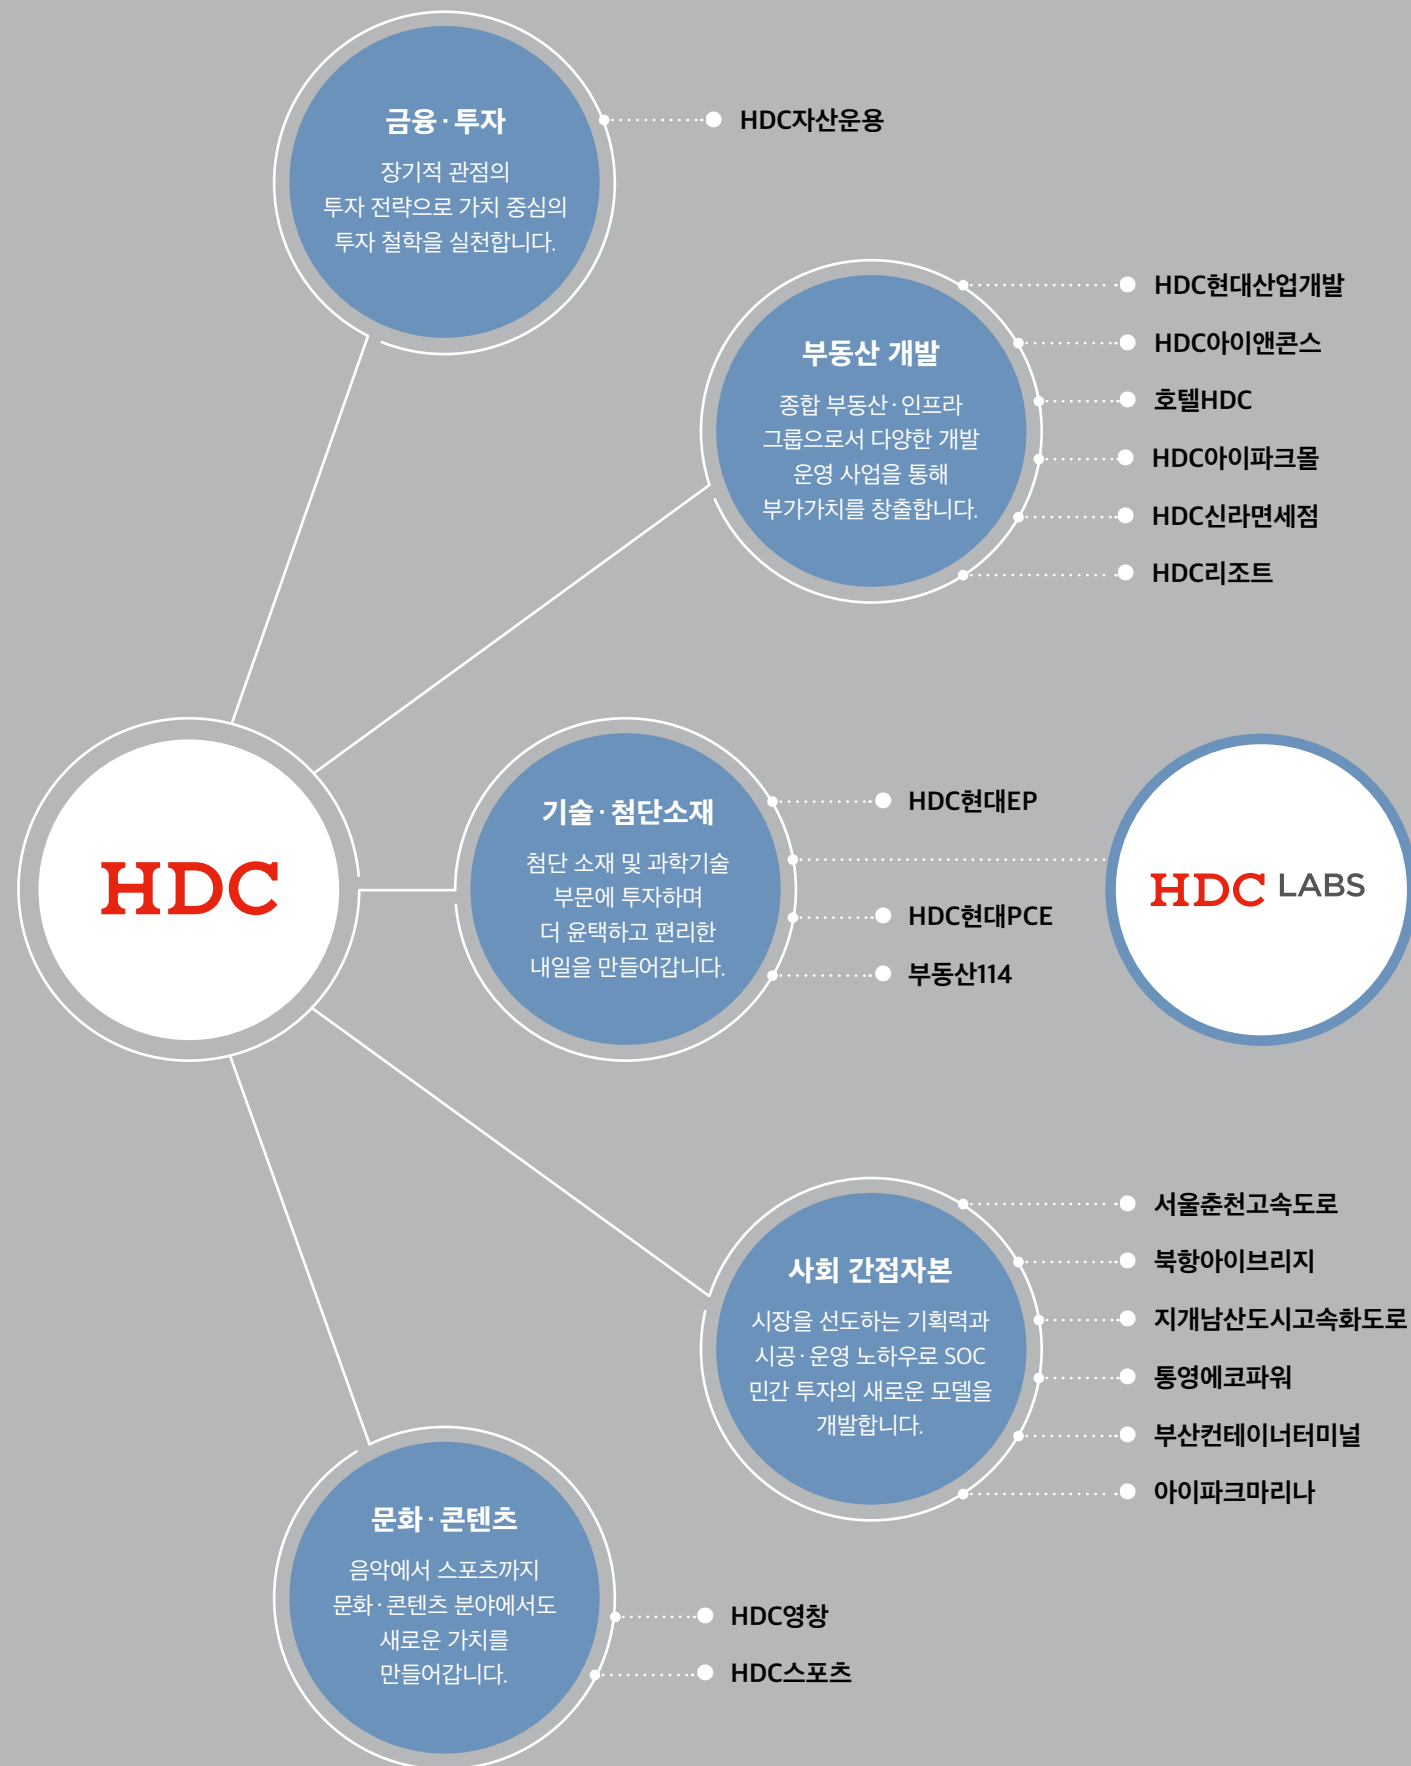 금융·투자
장기적 관점의
투자 전략으로 가치 중심의
투자 철학을 실천합니다.
HDC자산운용
부동산 개발
종합 부동산·인프라
그룹으로서 다양한 개발
운영 사업을 통해
부가가치를 창출합니다.
HDC현대산업개발
HDC아이앤콘스
호텔HDC
HDC아이파크몰
HDC신라면세점
HDC리조트
HDC
기술·첨단소재
첨단 소재 및 과학기술
부문에 투자하며
더 윤택하고 편리한
내일을 만들어갑니다.
HDC현대EP
HDC LABS
HDC현대PCE
부동산114
사회 간접자본
시장을 선도하는 기획력과
시공·운영 노하우로 SOC
민간 투자의 새로운 모델을
개발합니다.
서울춘천고속도로
북항아이브리지
지개남산도시고속화도로
통영에코파워
부산컨테이너터미널
아이파크마리나
문화·콘텐츠
음악에서 스포츠까지
문화·콘텐츠 분야에서도
새로운 가치를
만들어갑니다.
HDC영창
HDC스포츠